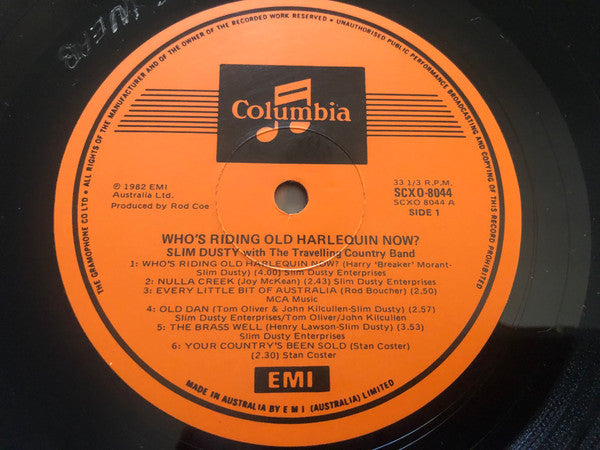 THE GRAMOPHONE CO LTD • ALL RIGHTS OF THE MANUFACTURER AND OF THE OWNER OF THE RECORDED WORK RESERVED • UNAUTHORISED PUBLIC PERFORMANCE BROADCASTING AND COPYING OF THIS RECORD PROHIBITED
Columbia
℗ 1982 EMI
Australia Ltd.
Produced by Rod Coe
33 1/3 R.P.M.
SCXO-8044
SCXO 8044 A
SIDE 1
WHO'S RIDING OLD HARLEQUIN NOW?
SLIM DUSTY with The Travelling Country Band
1: WHO'S RIDING OLD HARLEQUIN NOW? (Harry 'Breaker' Morant-
Slim Dusty) (4.00) Slim Dusty Enterprises
2: NULLA CREEK (Joy McKean) (2.43) Slim Dusty Enterprises
3: EVERY LITTLE BIT OF AUSTRALIA (Rod Boucher) (2.50)
MCA Music
4: OLD DAN (Tom Oliver & John Kilcullen-Slim Dusty) (2.57)
Slim Dusty Enterprises/Tom Oliver/John Kilcullen
5: THE BRASS WELL (Henry Lawson-Slim Dusty) (3.53)
Slim Dusty Enterprises
6: YOUR COUNTRY'S BEEN SOLD (Stan Coster)
(2.30) Stan Coster
EMI
MADE IN AUSTRALIA BY E M I (AUSTRALIA) LIMITED